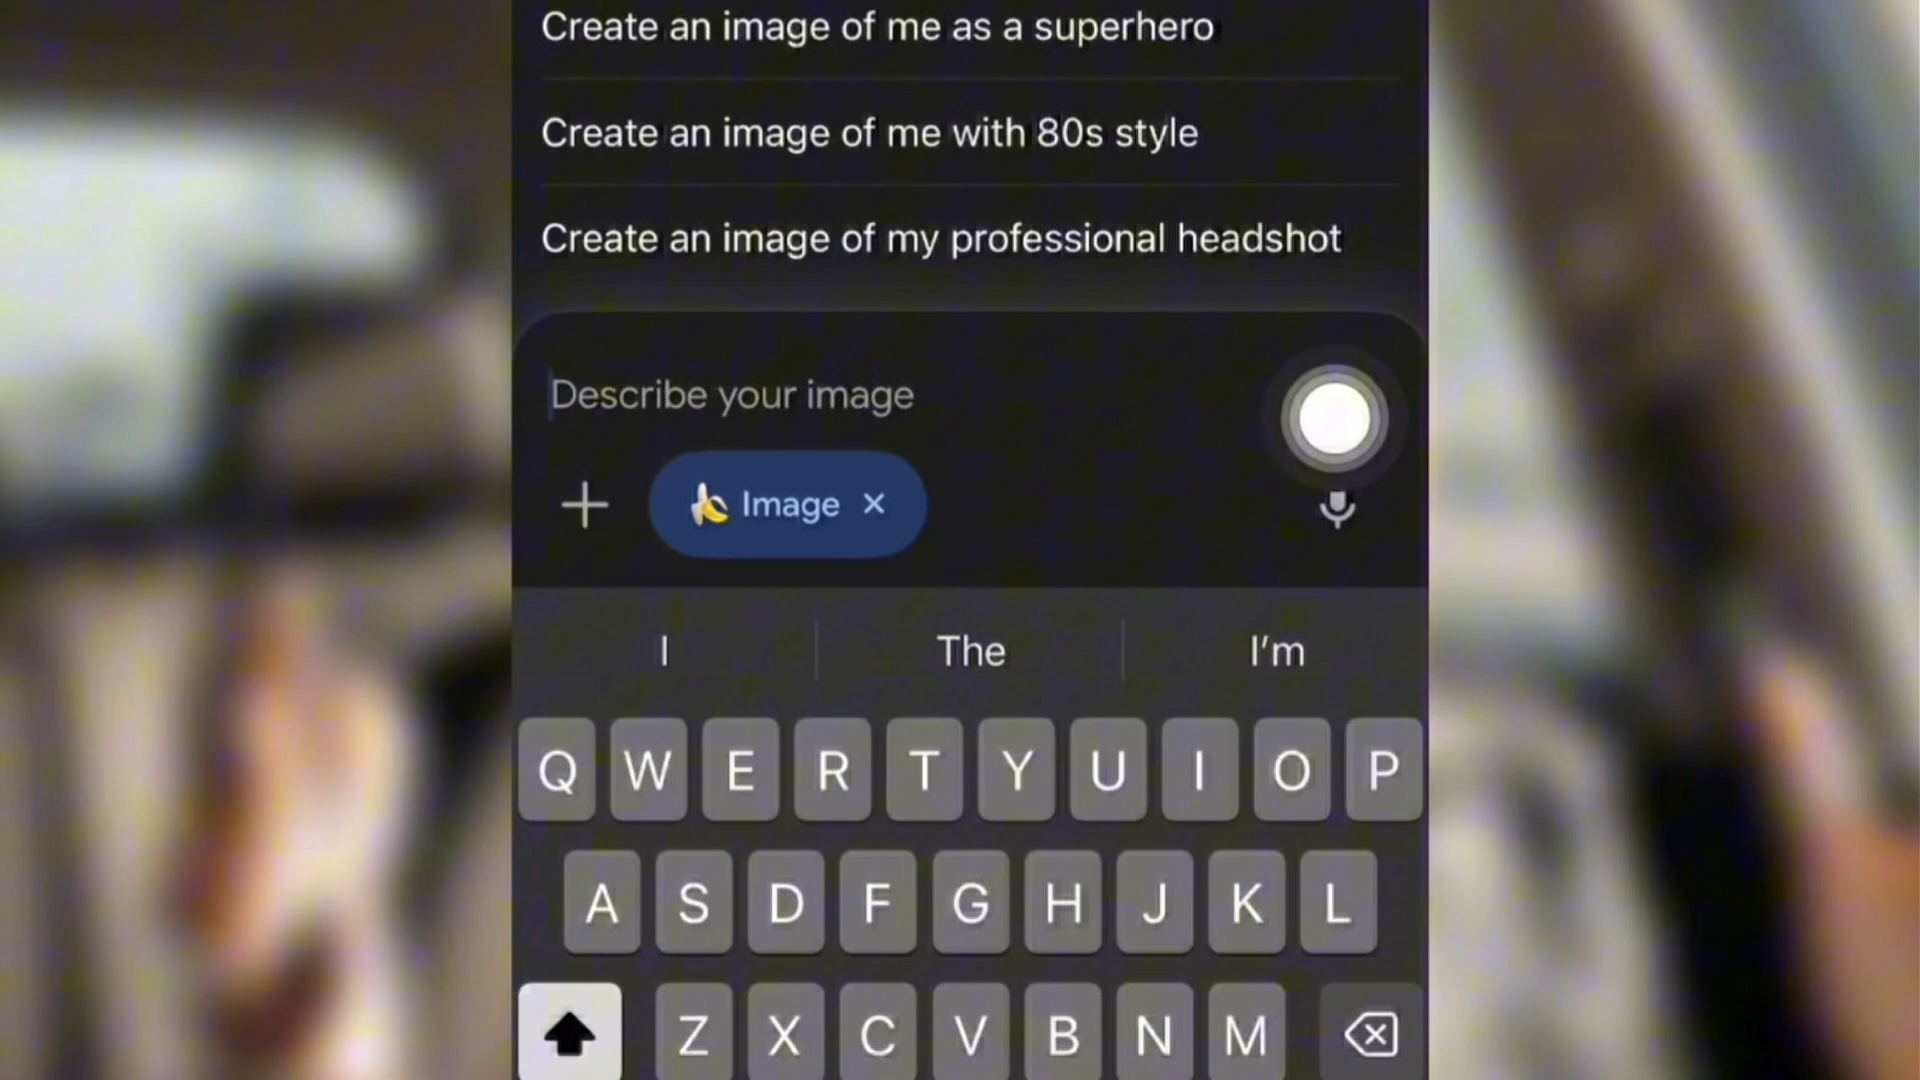 Create an image of me as a superhero
Create an image of me with 80s style
Create an image of my professional headshot
Describe your image
Image
I The I'm
Q W E R T Y U I O P
A S D F G H J K L
Z X C V B N M